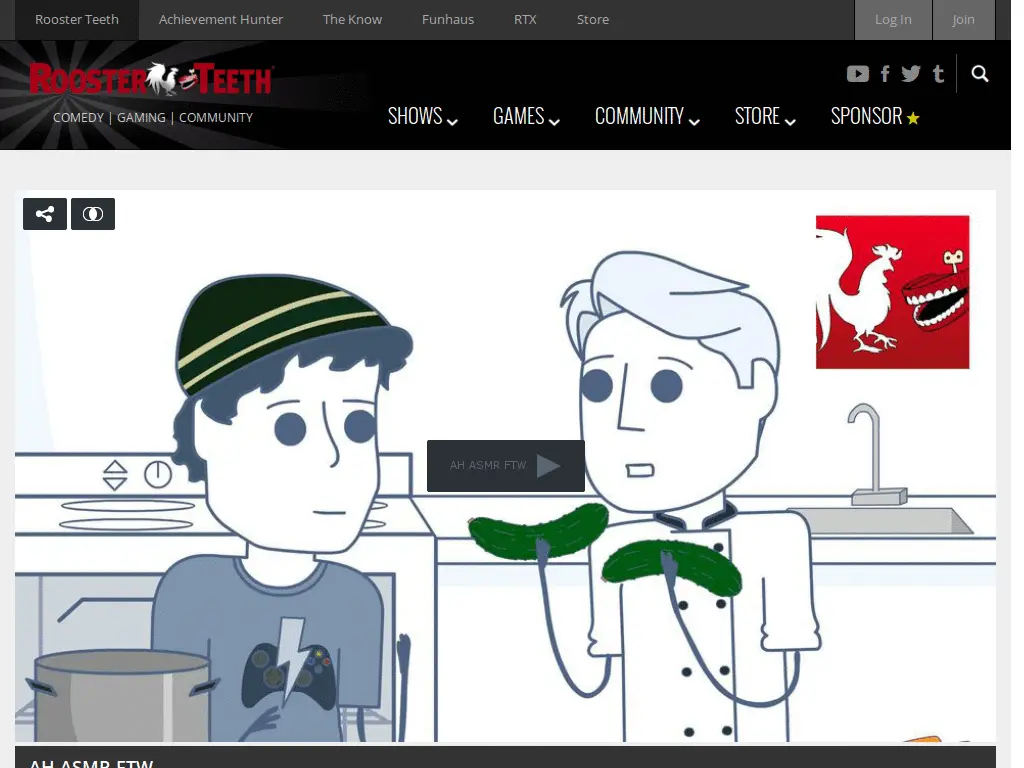 Rooster Teeth Achievement Hunter The Know Funhaus RTX Store Log In Join
ROOSTER TEETH
COMEDY | GAMING | COMMUNITY
SHOWS GAMES COMMUNITY STORE SPONSOR
AH ASMR FTW
AH ASMR FTW